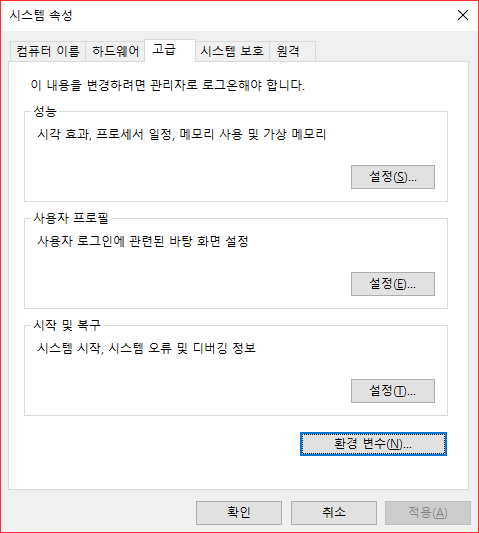 시스템 속성
컴퓨터 이름 하드웨어 고급 시스템 보호 원격
이 내용을 변경하려면 관리자로 로그온해야 합니다.
성능
시각 효과, 프로세서 일정, 메모리 사용 및 가상 메모리
설정(S)...
사용자 프로필
사용자 로그인에 관련된 바탕 화면 설정
설정(E)...
시작 및 복구
시스템 시작, 시스템 오류 및 디버깅 정보
설정(T)...
환경 변수(N)...
확인 취소 적용(A)